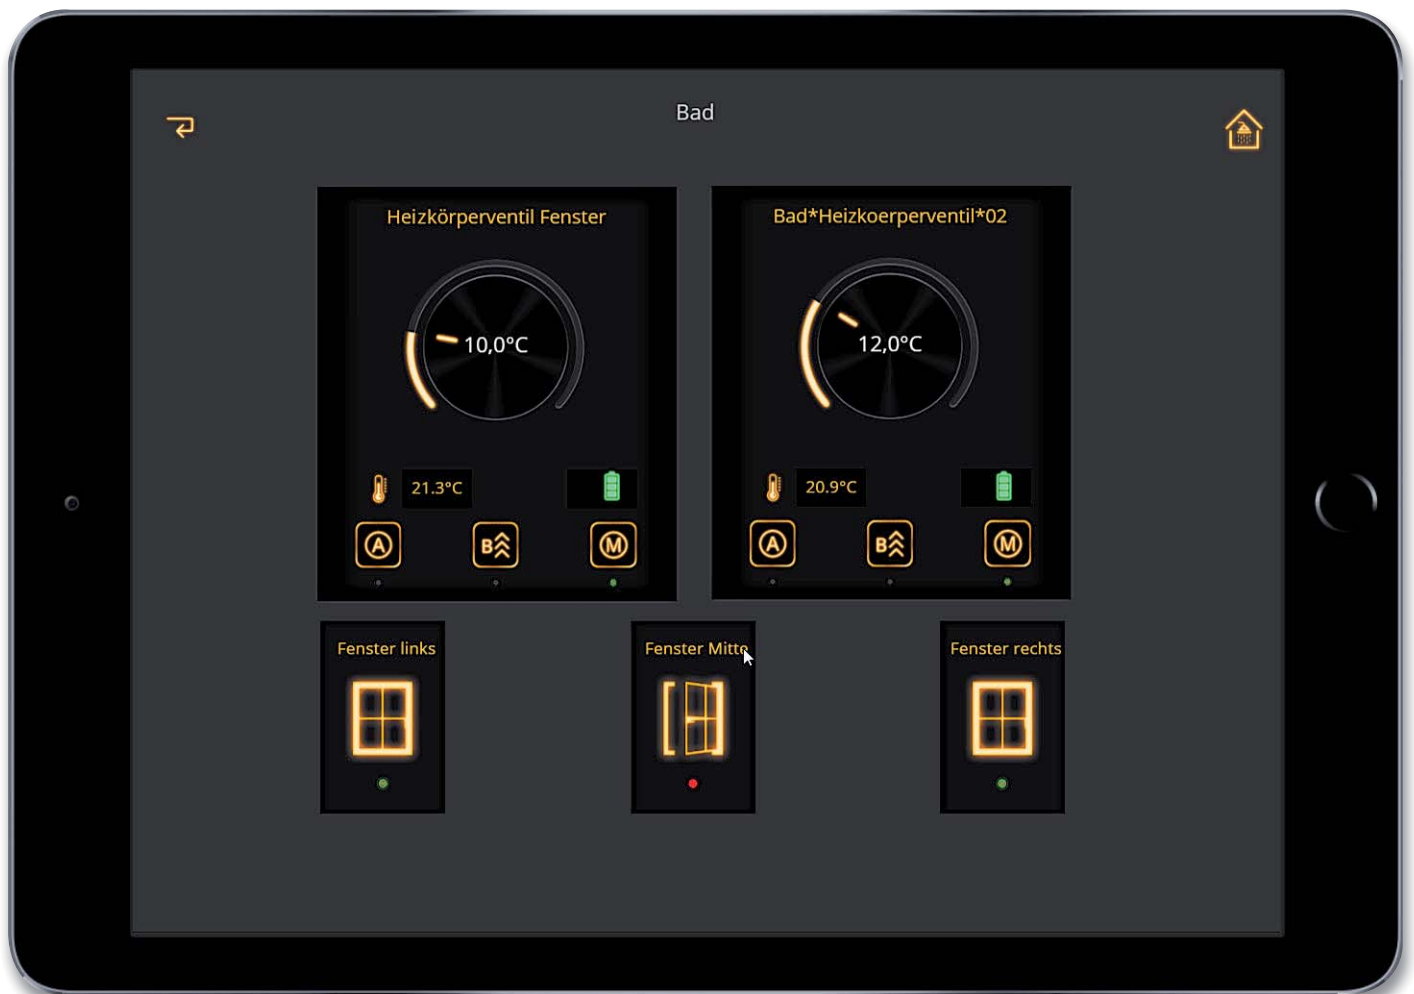 Bad
Heizkörperventil Fenster
Bad*Heizkoerperventil*02
10,0°C
12,0°C
21.3°C
20.9°C
A
B
M
A
B
M
Fenster links
Fenster Mitte
Fenster rechts